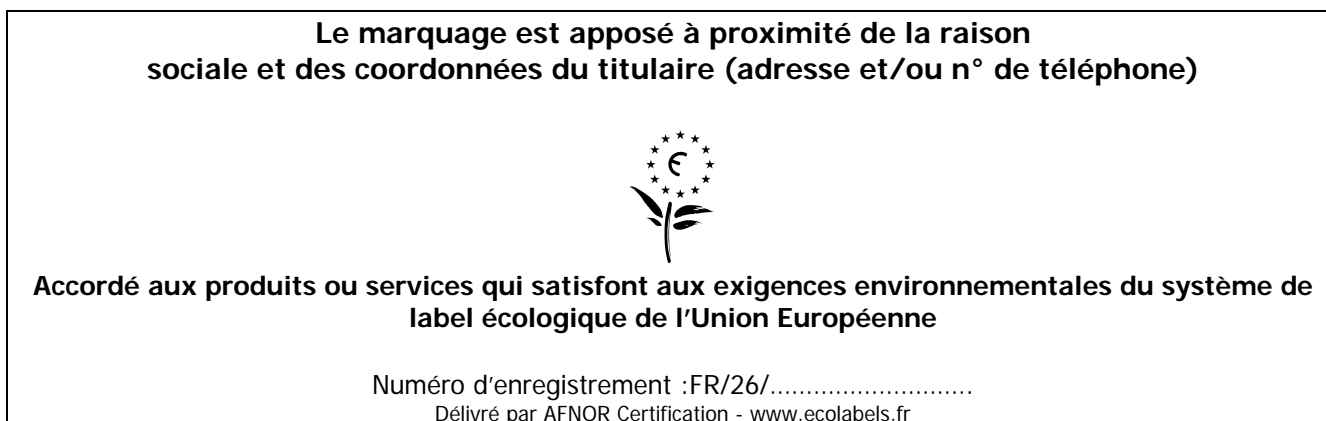 Le marquage est apposé à proximité de la raison
sociale et des coordonnées du titulaire (adresse et/ou n° de téléphone)
Accordé aux produits ou services qui satisfont aux exigences environnementales du système de
label écologique de l'Union Européenne
Numéro d'enregistrement :FR/26/............................
Délivré par AFNOR Certification - www.ecolabels.fr